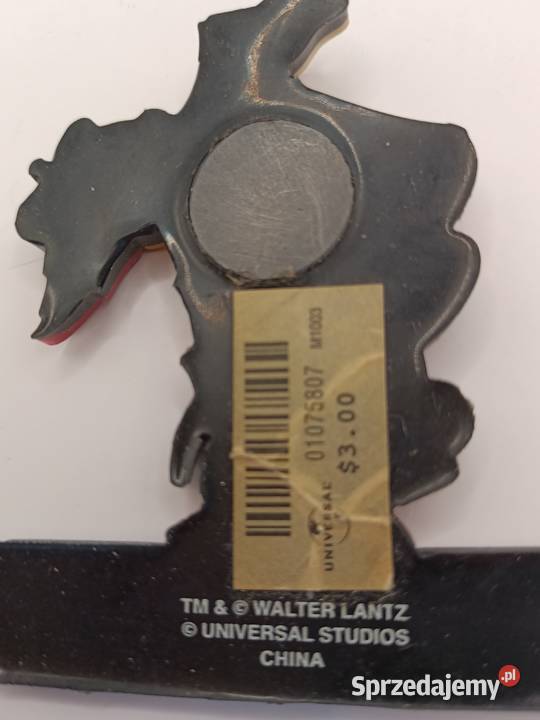 M1003
01075807
$3.00
UNIVERSAL
TM & © WALTER LANTZ
© UNIVERSAL STUDIOS
CHINA
Sprzedajemy.pl